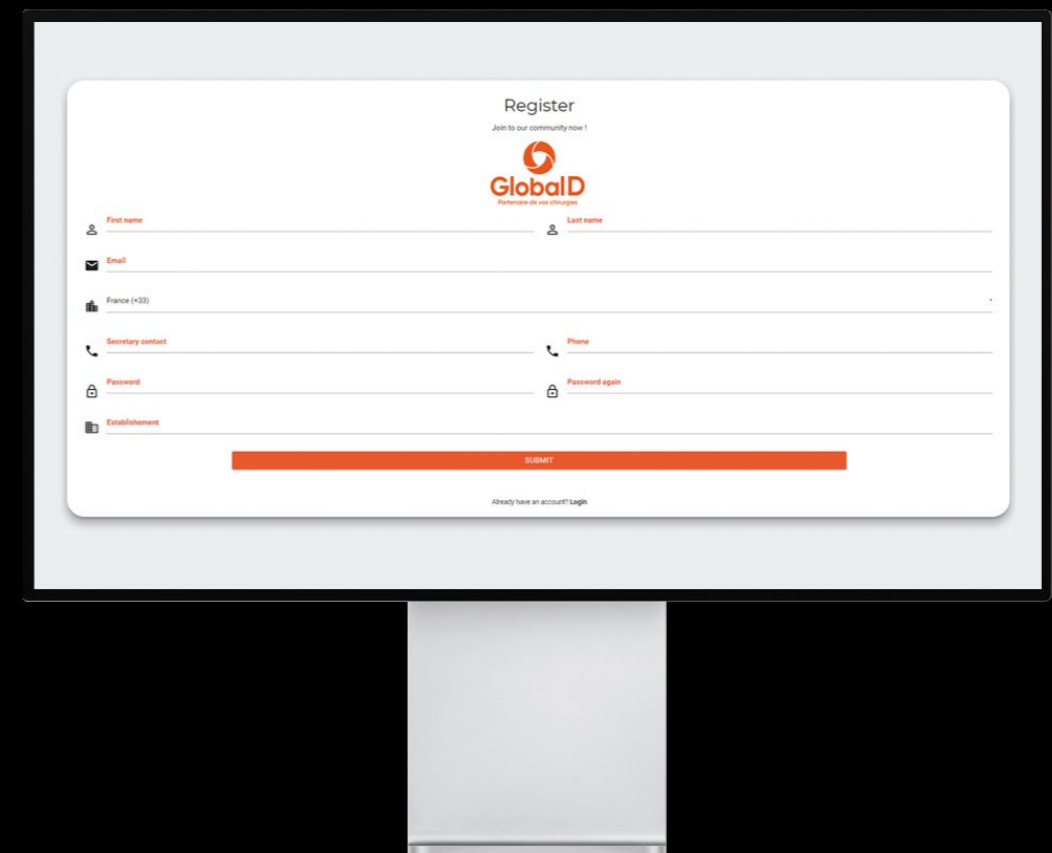 Register
Join to our community now !
GlobalD
Partenaire de vos chirurgies
First name
Last name
Email
France (+33)
Secretary contact
Phone
Password
Password again
Establishement
SUBMIT
Already have an account? Login